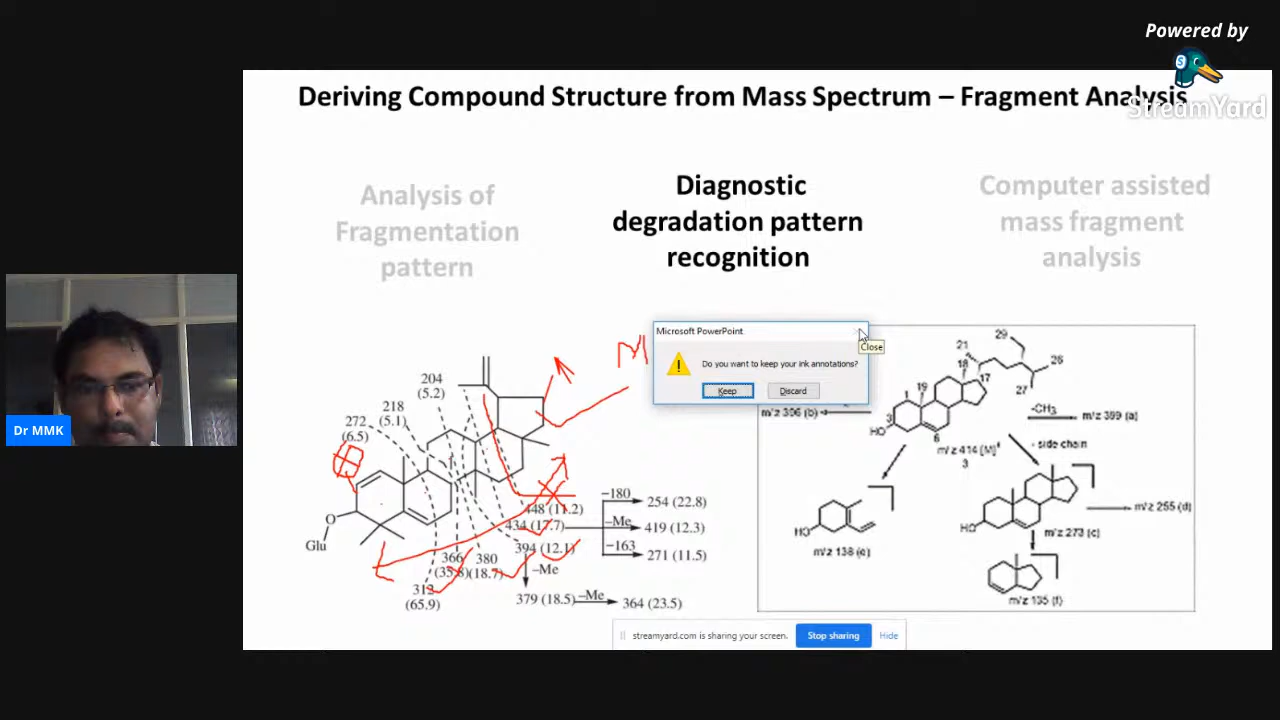 Powered by
StreamYard
Deriving Compound Structure from Mass Spectrum – Fragment Analysis
Analysis of
Fragmentation
pattern
Diagnostic
degradation pattern
recognition
Computer assisted
mass fragment
analysis
Microsoft PowerPoint
Do you want to keep your ink annotations?
Keep
Discard
Close
M
204
(5.2)
218
(5.1)
272
(6.5)
O
Glu
448 (11.2)
434 (17.7)
394 (12.1)
366
(35.8)
380
(18.7)
312
(65.9)
–Me
379 (18.5)
–Me
364 (23.5)
–180
254 (22.8)
–Me
419 (12.3)
–163
271 (11.5)
29
21
18
28
17
27
19
3
HO
6
m/z 396 (b)
-CH3
m/z 399 (a)
m/z 414 (M)+
3
- side chain
HO
m/z 138 (e)
HO
m/z 255 (d)
m/z 273 (c)
m/z 135 (f)
Dr MMK
streamyard.com is sharing your screen.
Stop sharing
Hide